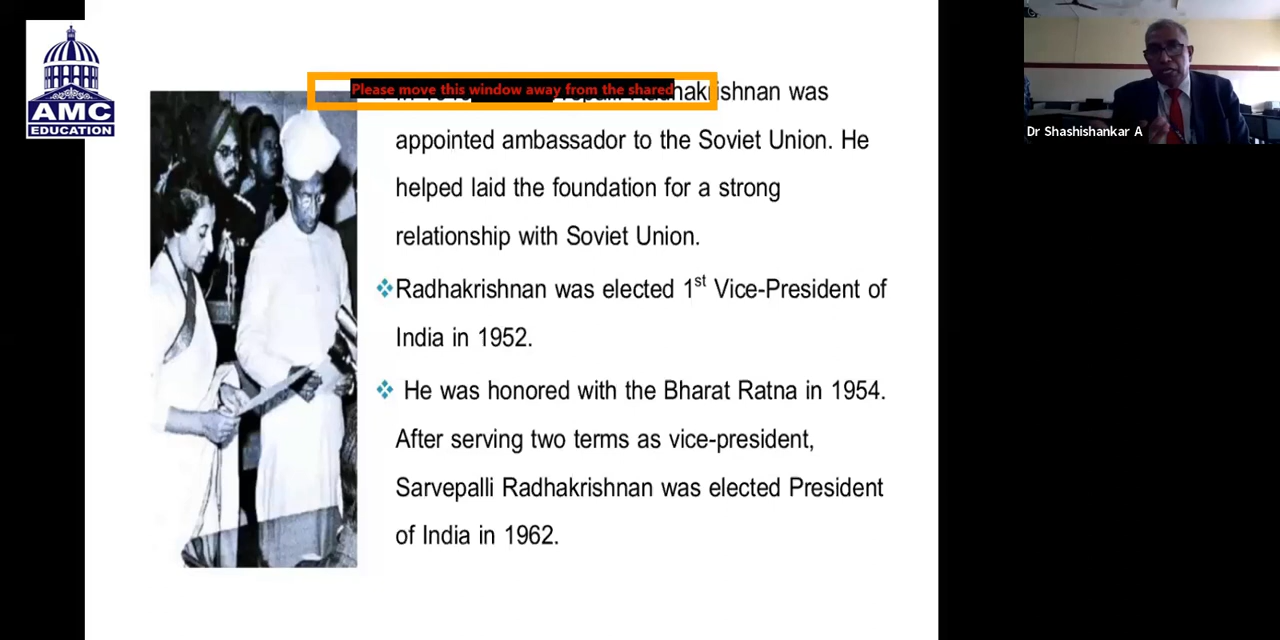 AMC
EDUCATION
Please move this window away from the shared
Radhakrishnan was
appointed ambassador to the Soviet Union. He
helped laid the foundation for a strong
relationship with Soviet Union.
❖Radhakrishnan was elected 1st Vice-President of
India in 1952.
❖ He was honored with the Bharat Ratna in 1954.
After serving two terms as vice-president,
Sarvepalli Radhakrishnan was elected President
of India in 1962.
Dr Shashishankar A